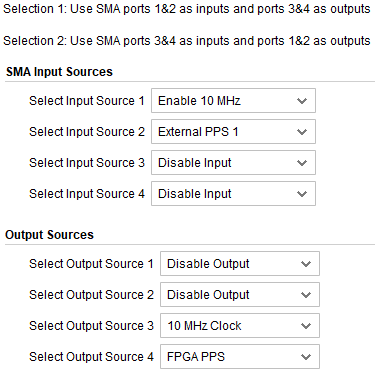 Selection 1: Use SMA ports 1&2 as inputs and ports 3&4 as outputs
Selection 2: Use SMA ports 3&4 as inputs and ports 1&2 as outputs
SMA Input Sources
Select Input Source 1 Enable 10 MHz
Select Input Source 2 External PPS 1
Select Input Source 3 Disable Input
Select Input Source 4 Disable Input
Output Sources
Select Output Source 1 Disable Output
Select Output Source 2 Disable Output
Select Output Source 3 10 MHz Clock
Select Output Source 4 FPGA PPS